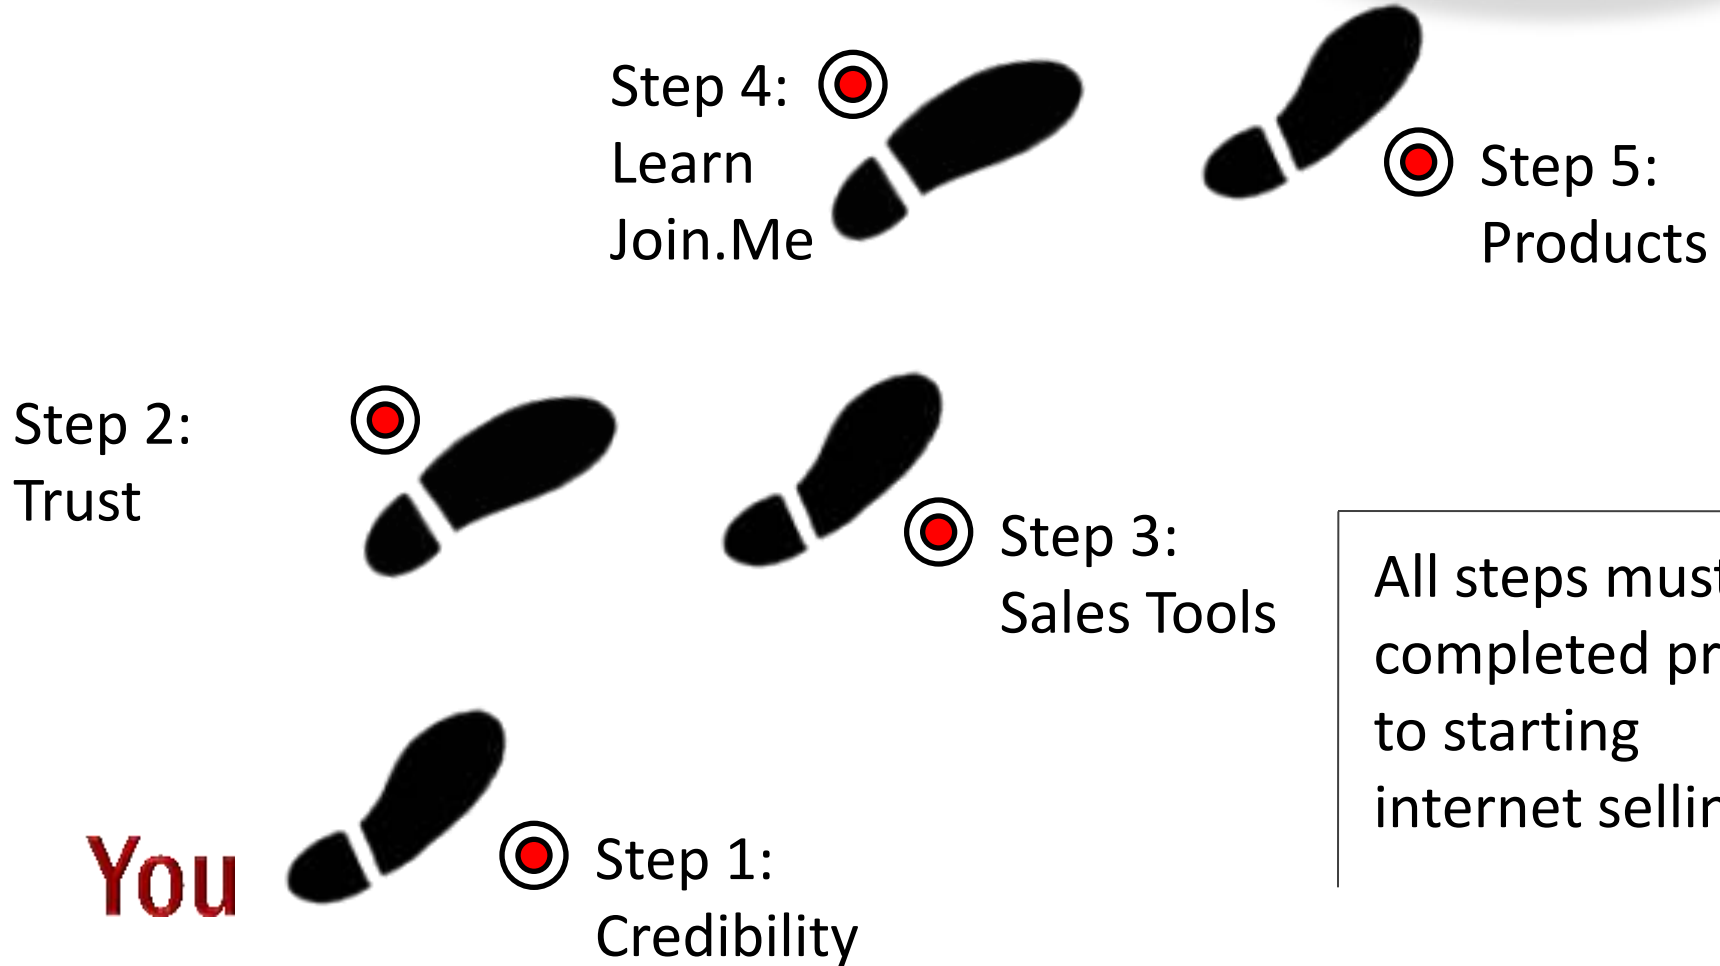 Step 4:
Learn
Join.Me
Step 5:
Products
Step 2:
Trust
Step 3:
Sales Tools
All steps must
completed
to starting
internet
You
Step 1:
Credibility